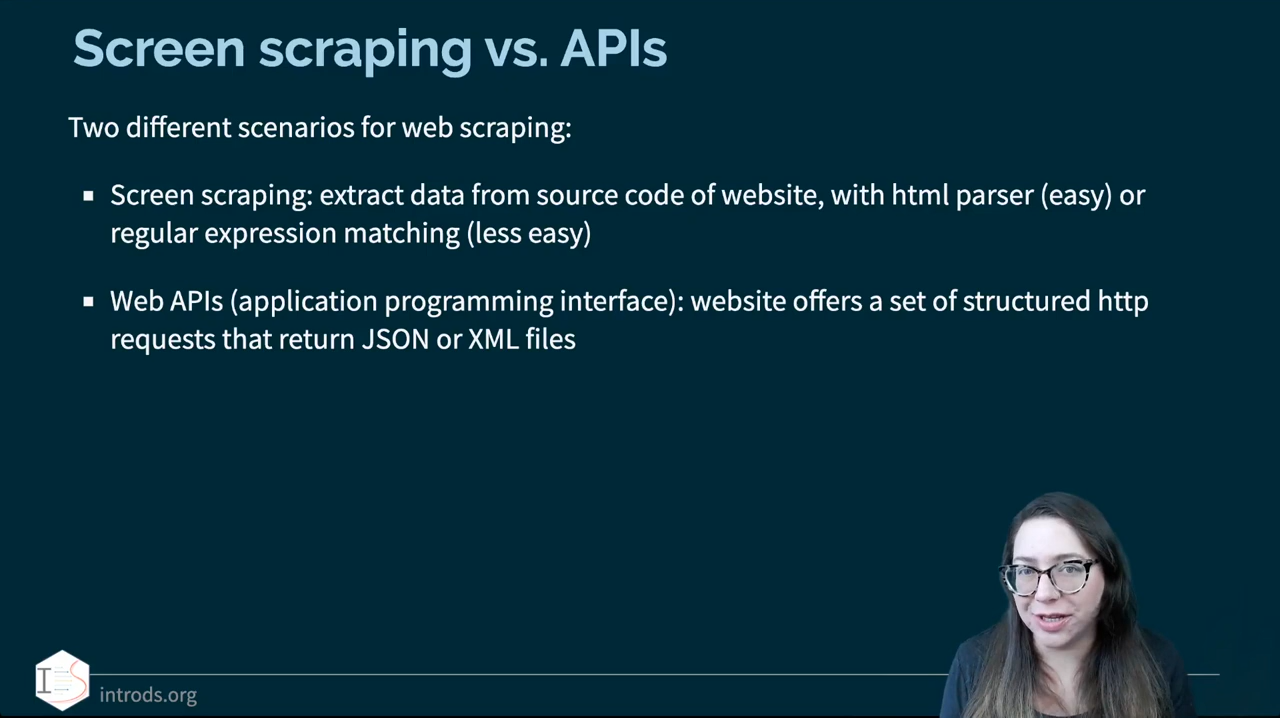 Screen scraping vs. APIs
Two different scenarios for web scraping:
Screen scraping: extract data from source code of website, with html parser (easy) or
regular expression matching (less easy)
Web APIs (application programming interface): website offers a set of structured http
requests that return JSON or XML files
introds.org